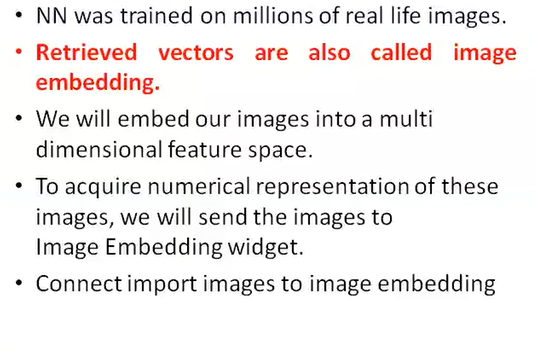 • NN was trained on millions of real life images.
• Retrieved vectors are also called image
embedding.
• We will embed our images into a multi
dimensional feature space.
• To acquire numerical representation of these
images, we will send the images to
Image Embedding widget.
• Connect import images to image embedding